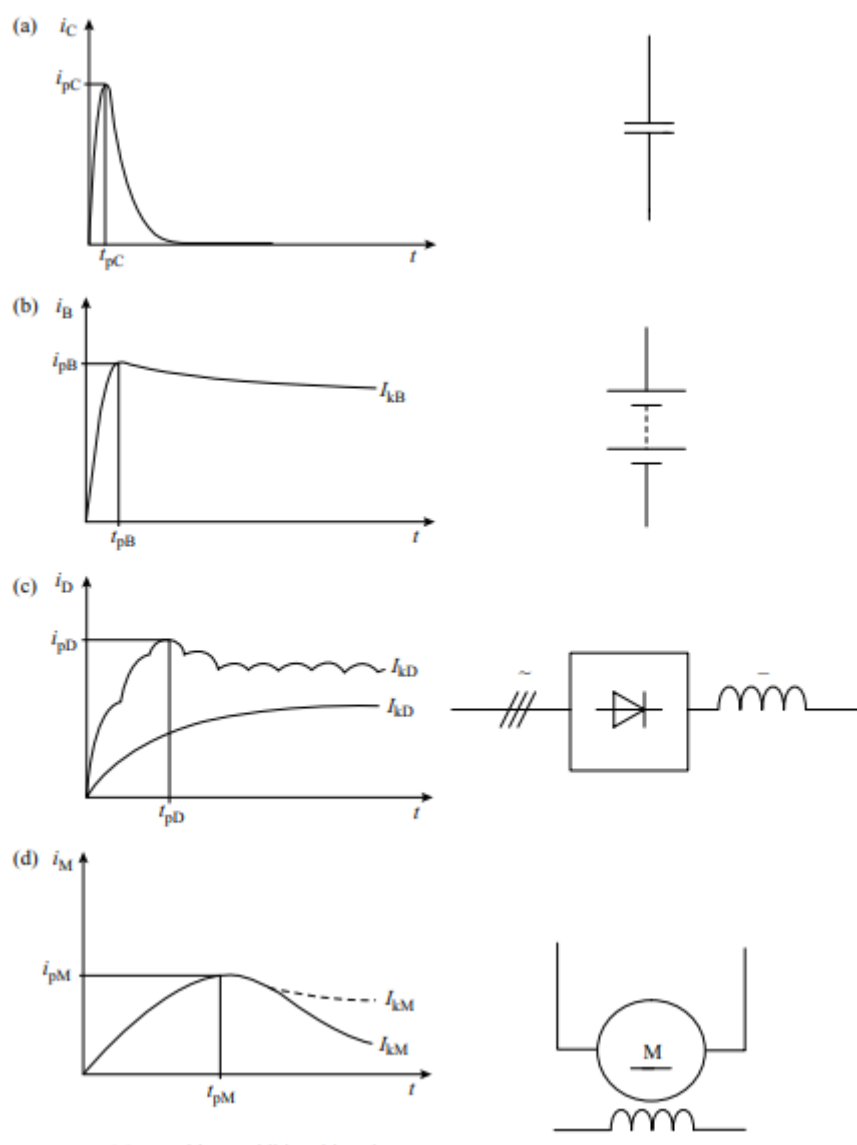 (a) i_C
i_pC
t_pC t
(b) i_B
i_pB
I_kB
t_pB t
(c) i_D
i_pD
I_kD
I_kD
~ –
t_pD t
(d) i_M
i_pM
I_kM
I_kM
M
t_pM t